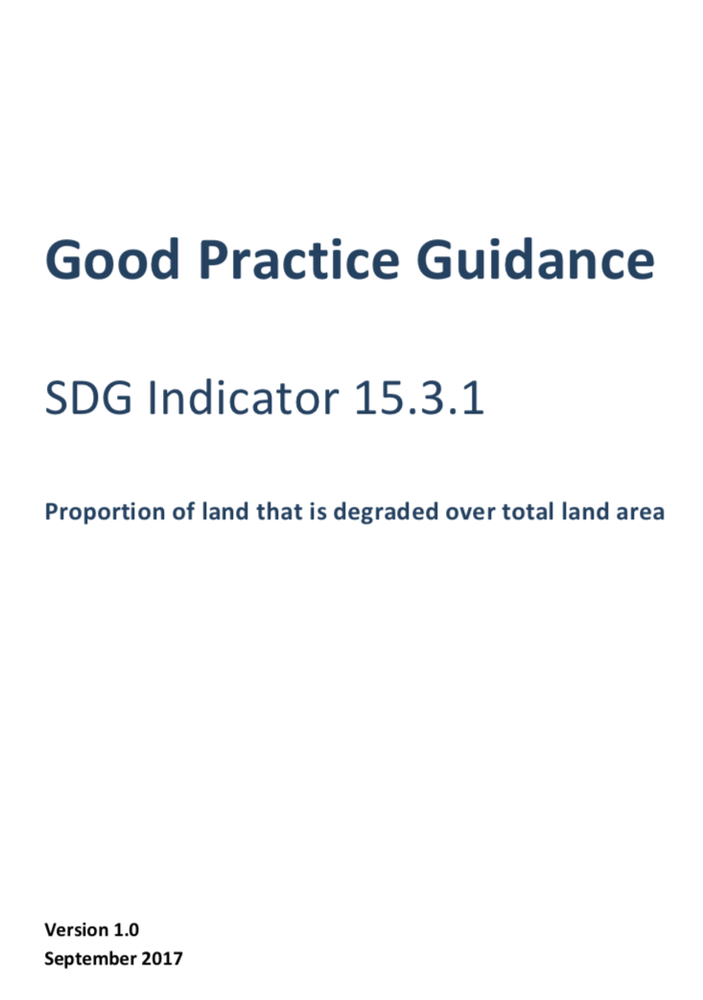 Good Practice Guidance
SDG Indicator 15.3.1
Proportion of land that is degraded over total land area
Version 1.0
September 2017